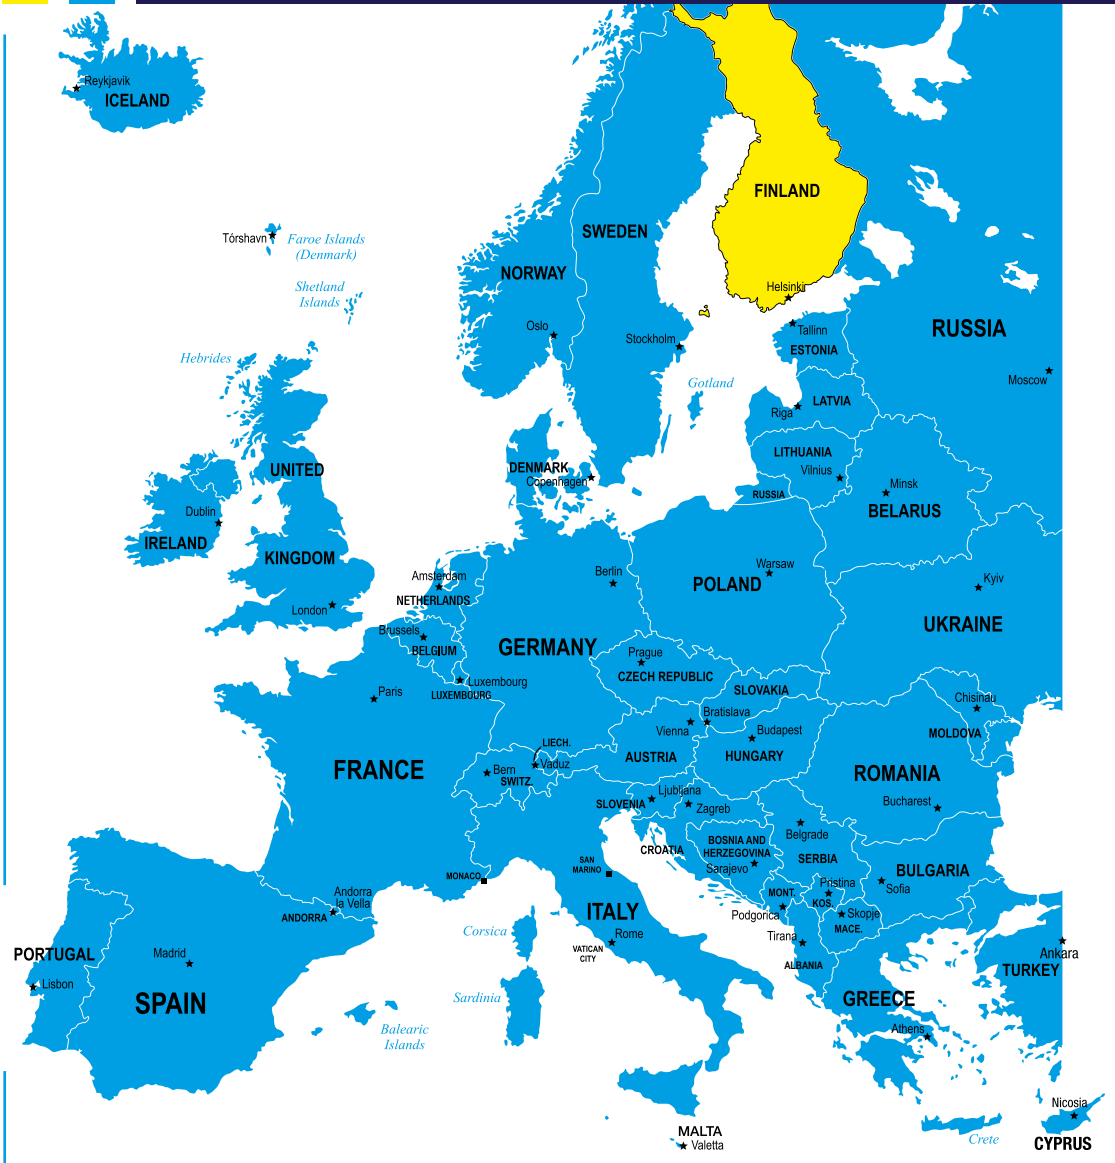 Reykjavik
ICELAND
FINLAND
SWEDEN
Tórshavn
Faroe Islands
(Denmark)
NORWAY
Shetland
Islands
Helsinki
Oslo
Stockholm
Tallinn
ESTONIA
RUSSIA
Moscow
Hebrides
Gotland
Riga
LATVIA
UNITED
KINGDOM
DENMARK
Copenhagen
LITHUANIA
Vilnius
RUSSIA
Minsk
BELARUS
Dublin
IRELAND
London
Amsterdam
NETHERLANDS
Berlin
Warsaw
POLAND
Kyiv
UKRAINE
Brussels
BELGIUM
GERMANY
Prague
CZECH REPUBLIC
Luxembourg
LUXEMBOURG
Paris
SLOVAKIA
Bratislava
Vienna
Chisinau
MOLDOVA
Budapest
HUNGARY
AUSTRIA
LIECH.
Vaduz
Bern
SWITZ.
FRANCE
ROMANIA
Bucharest
Ljubljana
SLOVENIA
Zagreb
CROATIA
BOSNIA AND
HERZEGOVINA
Sarajevo
Belgrade
SERBIA
BULGARIA
Sofia
SAN
MARINO
MONACO
Andorra
la Vella
ANDORRA
MONT.
Podgorica
Pristina
KOS.
Skopje
MACE.
ITALY
Rome
VATICAN
CITY
Corsica
Tirana
ALBANIA
Ankara
TURKEY
PORTUGAL
Lisbon
Madrid
SPAIN
Sardinia
Balearic
Islands
GREECE
Athens
Nicosia
CYPRUS
Crete
MALTA
Valetta